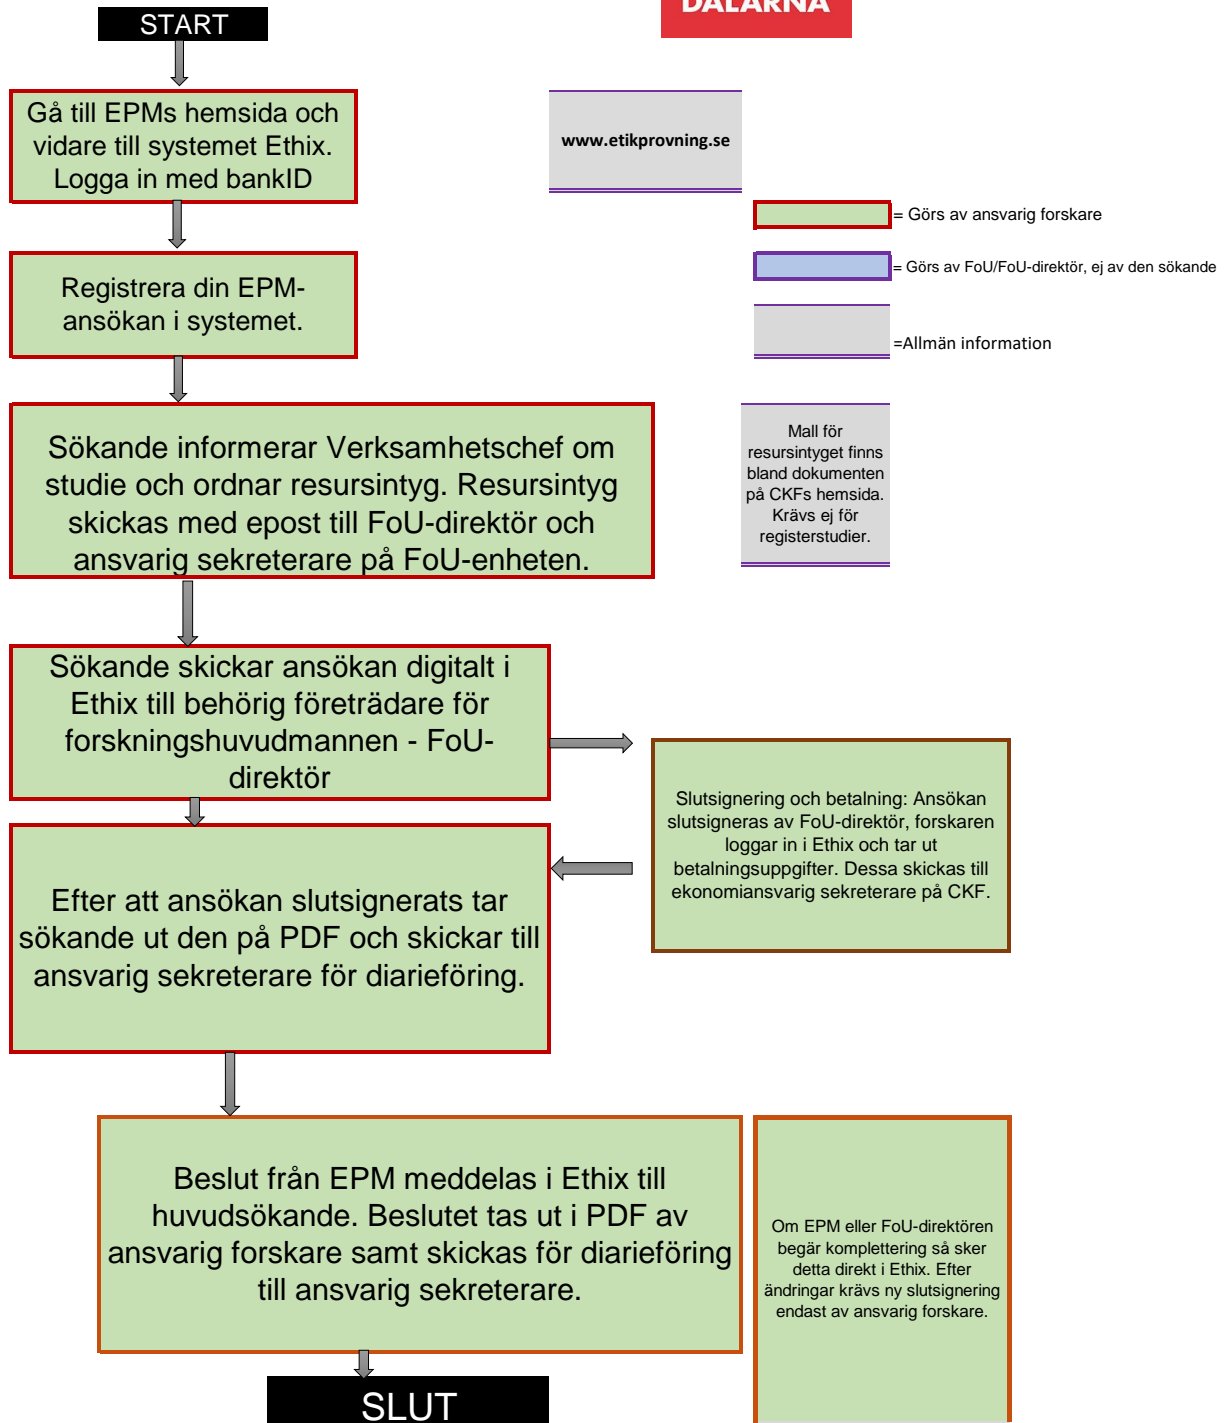 DALARNA
START
Gå till EPMs hemsida och
vidare till systemet Ethix.
Logga in med bankID
www.etikprovning.se
= Görs av ansvarig forskare
= Görs av FoU/FoU-direktör, ej av den sökande
=Allmän information
Registrera din EPM-
ansökan i systemet.
Sökande informerar Verksamhetschef om
studie och ordnar resursintyg. Resursintyg
skickas med epost till FoU-direktör och
ansvarig sekreterare på FoU-enheten.
Mall för
resursintyget finns
bland dokumenten
på CKFs hemsida.
Krävs ej för
registerstudier.
Sökande skickar ansökan digitalt i
Ethix till behörig företrädare för
forskningshuvudmannen - FoU-
direktör
Slutsignering och betalning: Ansökan
slutsigneras av FoU-direktör, forskaren
loggar in i Ethix och tar ut
betalningsuppgifter. Dessa skickas till
ekonomiansvarig sekreterare på CKF.
Efter att ansökan slutsignerats tar
sökande ut den på PDF och skickar till
ansvarig sekreterare för diarieföring.
Beslut från EPM meddelas i Ethix till
huvudsökande. Beslutet tas ut i PDF av
ansvarig forskare samt skickas för diarieföring
till ansvarig sekreterare.
Om EPM eller FoU-direktören
begär komplettering så sker
detta direkt i Ethix. Efter
ändringar krävs ny slutsignering
endast av ansvarig forskare.
SLUT